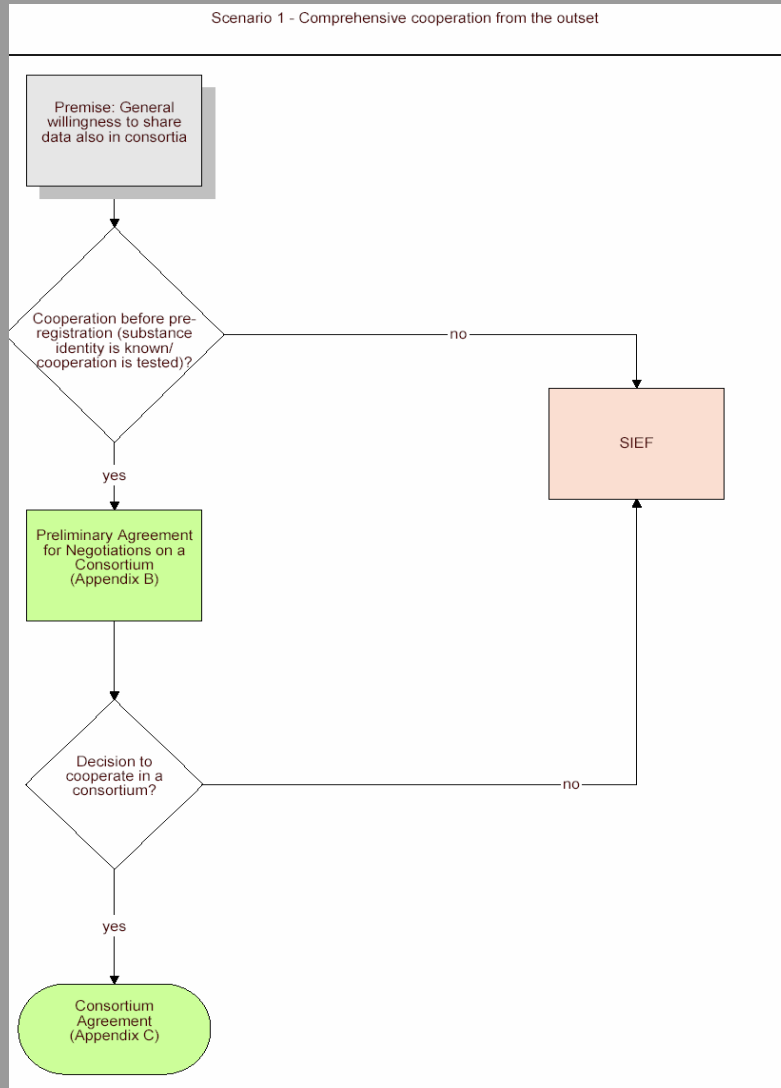 Scenario 1 - Comprehensive cooperation from the outset
Premise: General
willingness to share
data also in consortia
Cooperation before pre-
registration (substance
identity is known/
cooperation is tested)?
no
SIEF
yes
Preliminary Agreement
for Negotiations on a
Consortium
(Appendix B)
Decision to
cooperate in a
consortium?
no
yes
Consortium
Agreement
(Appendix C)